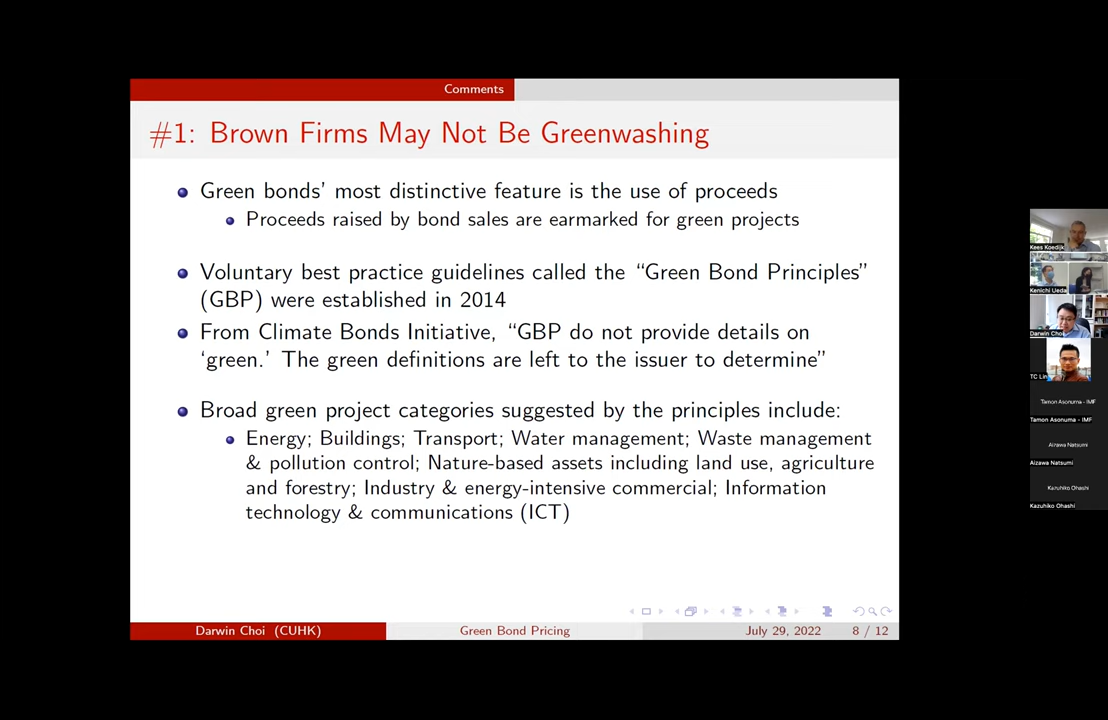 Comments
#1: Brown Firms May Not Be Greenwashing
Green bonds' most distinctive feature is the use of proceeds
Proceeds raised by bond sales are earmarked for green projects
Voluntary best practice guidelines called the "Green Bond Principles"
(GBP) were established in 2014
From Climate Bonds Initiative, "GBP do not provide details on
'green.' The green definitions are left to the issuer to determine"
Broad green project categories suggested by the principles include:
Energy; Buildings; Transport; Water management; Waste management
& pollution control; Nature-based assets including land use, agriculture
and forestry; Industry & energy-intensive commercial; Information
technology & communications (ICT)
Darwin Choi (CUHK) Green Bond Pricing July 29, 2022 8 / 12
Kees Koedijk
Kenichi Ueda
Darwin Choi
TC Lin
Tamon Asonuma - IMF
Tamon Asonuma - IMF
Aizawa Natsumi
Aizawa Natsumi
Kazuhiko Ohashi
Kazuhiko Ohashi